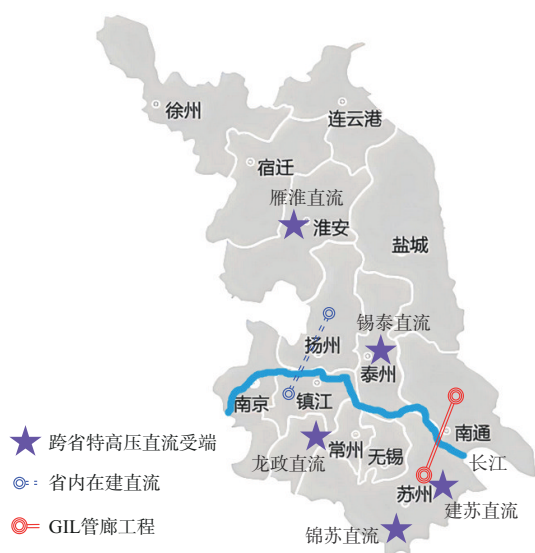 徐州
连云港
宿迁
雁淮直流
淮安
盐城
锡泰直流
扬州
泰州
南京
镇江
南通
跨省特高压直流受端
龙政直流
常州
无锡
长江
省内在建直流
苏州
建苏直流
GIL管廊工程
锦苏直流